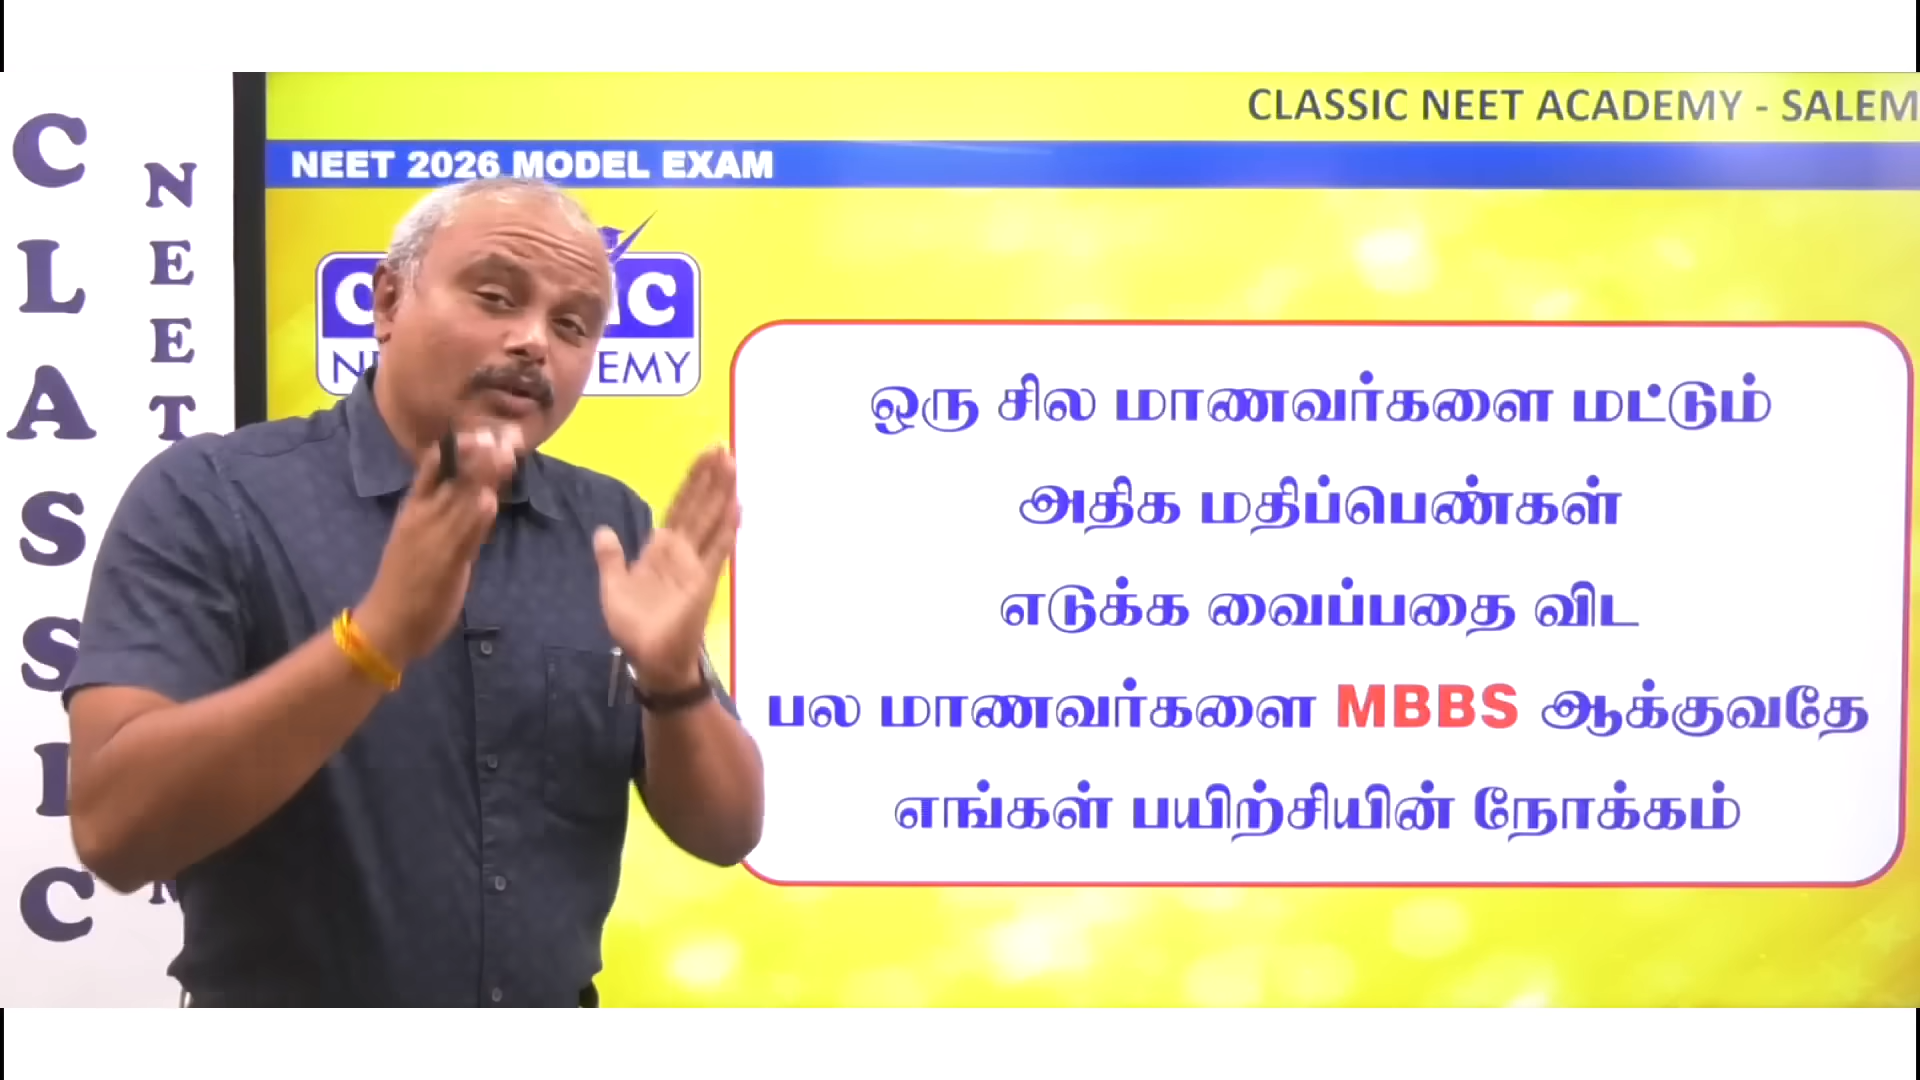 CLASSIC NEET ACADEMY - SALEM
NEET 2026 MODEL EXAM
CLASSIC
NEET
EMY
ஒரு சில மாணவர்களை மட்டும்
அதிக மதிப்பெண்கள்
எடுக்க வைப்பதை விட
பல மாணவர்களை MBBS ஆக்குவதே
எங்கள் பயிற்சியின் நோக்கம்